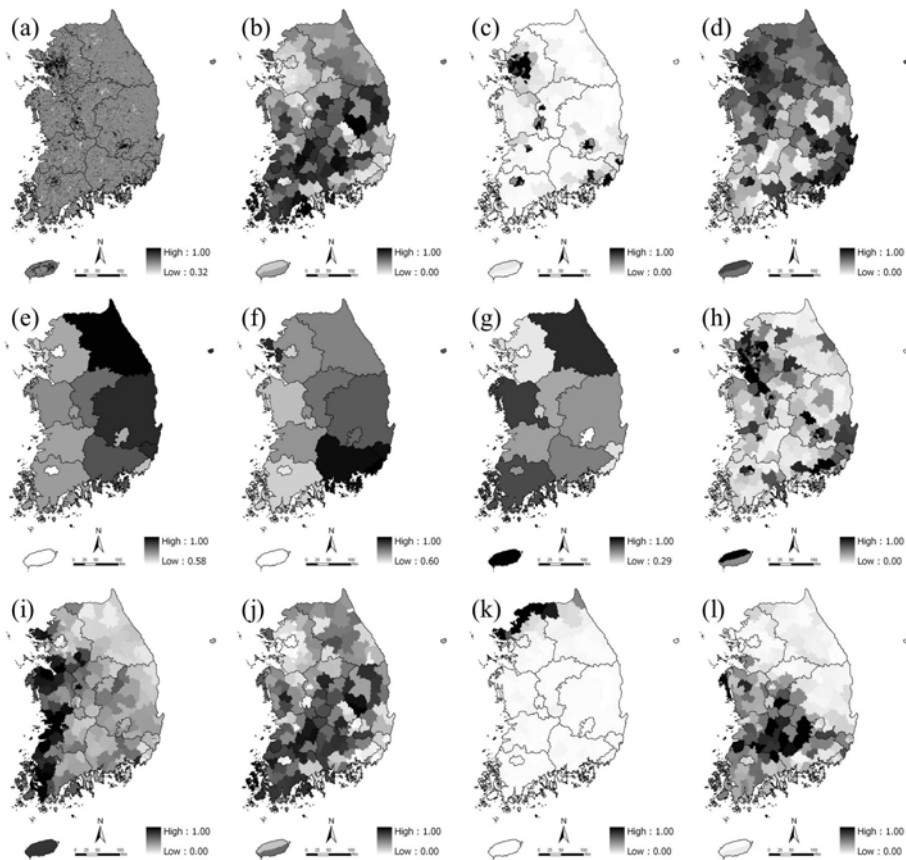 (a) (b) (c) (d)
N High : 1.00 N High : 1.00 N High : 1.00 N High : 1.00
Low : 0.32 Low : 0.00 Low : 0.00 Low : 0.00
(e) (f) (g) (h)
N High : 1.00 N High : 1.00 N High : 1.00 N High : 1.00
Low : 0.58 Low : 0.60 Low : 0.29 Low : 0.00
(i) (j) (k) (l)
N High : 1.00 N High : 1.00 N High : 1.00 N High : 1.00
Low : 0.00 Low : 0.00 Low : 0.00 Low : 0.00